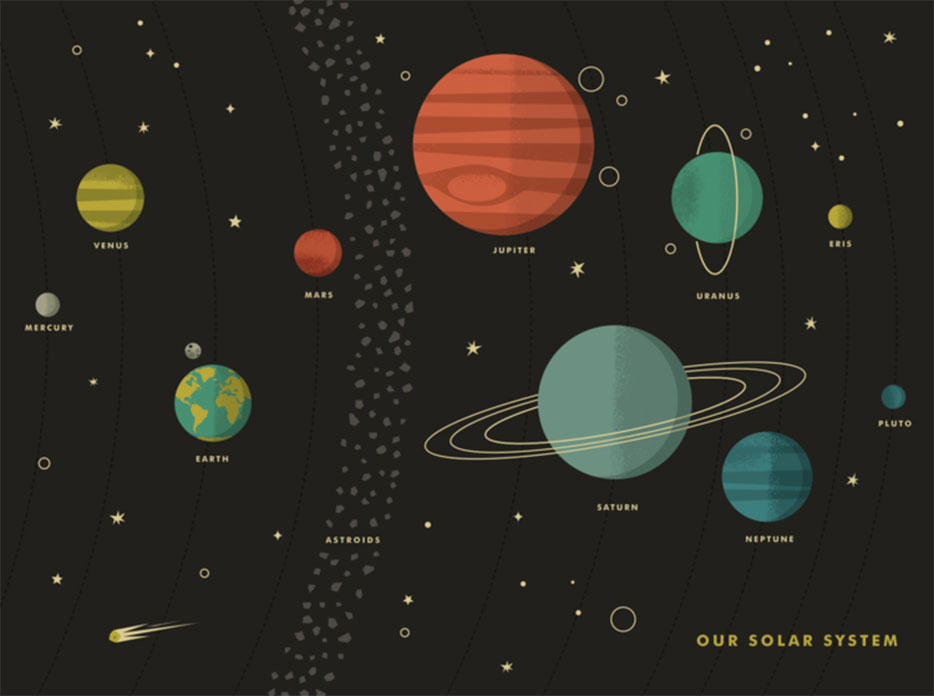 VENUS
MERCURY
EARTH
MARS
ASTROIDS
JUPITER
SATURN
URANUS
NEPTUNE
ERIS
PLUTO
OUR SOLAR SYSTEM